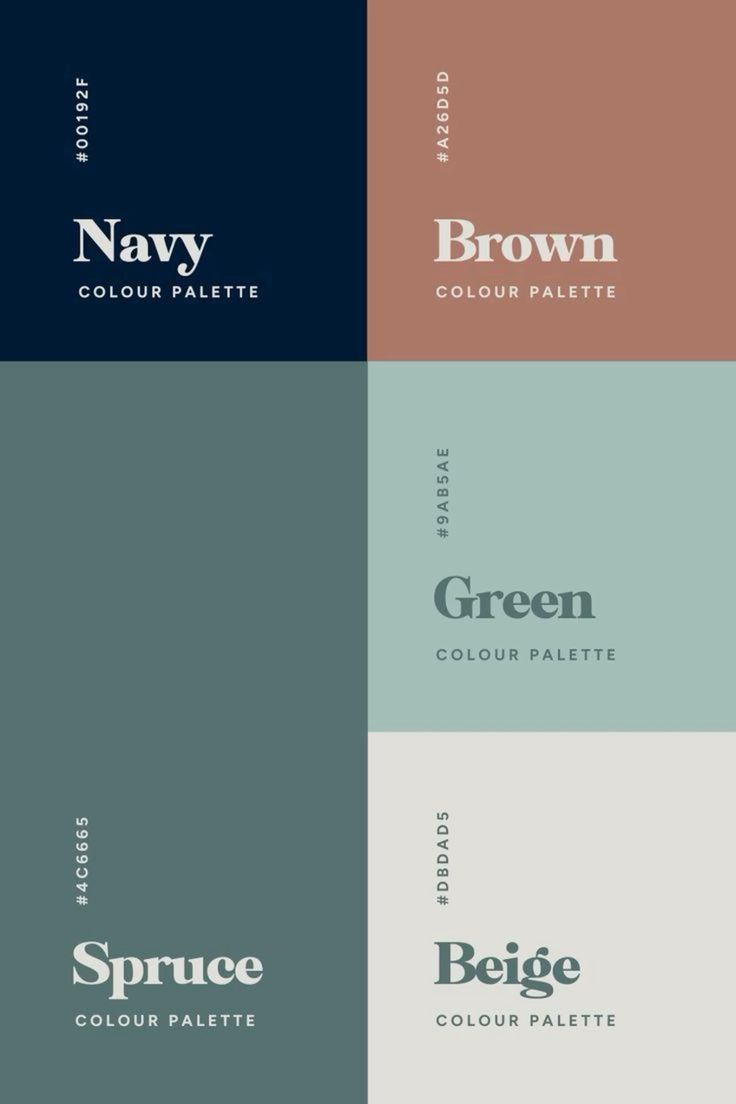 #00192F
Navy
COLOUR PALETTE
#A26D5D
Brown
COLOUR PALETTE
#9AB5AE
Green
COLOUR PALETTE
#4C6665
Spruce
COLOUR PALETTE
#DBDAD5
Beige
COLOUR PALETTE